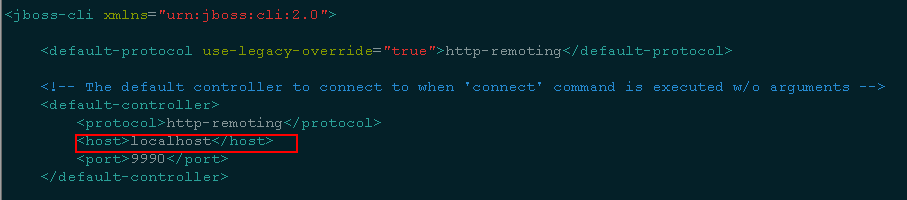 <jboss-cli xmlns="urn:jboss:cli:2.0">
<default-protocol use-legacy-override="true">http-remoting</default-protocol>
<!-- The default controller to connect to when 'connect' command is executed w/o arguments -->
<default-controller>
<protocol>http-remoting</protocol>
<host>localhost</host>
<port>9990</port>
</default-controller>